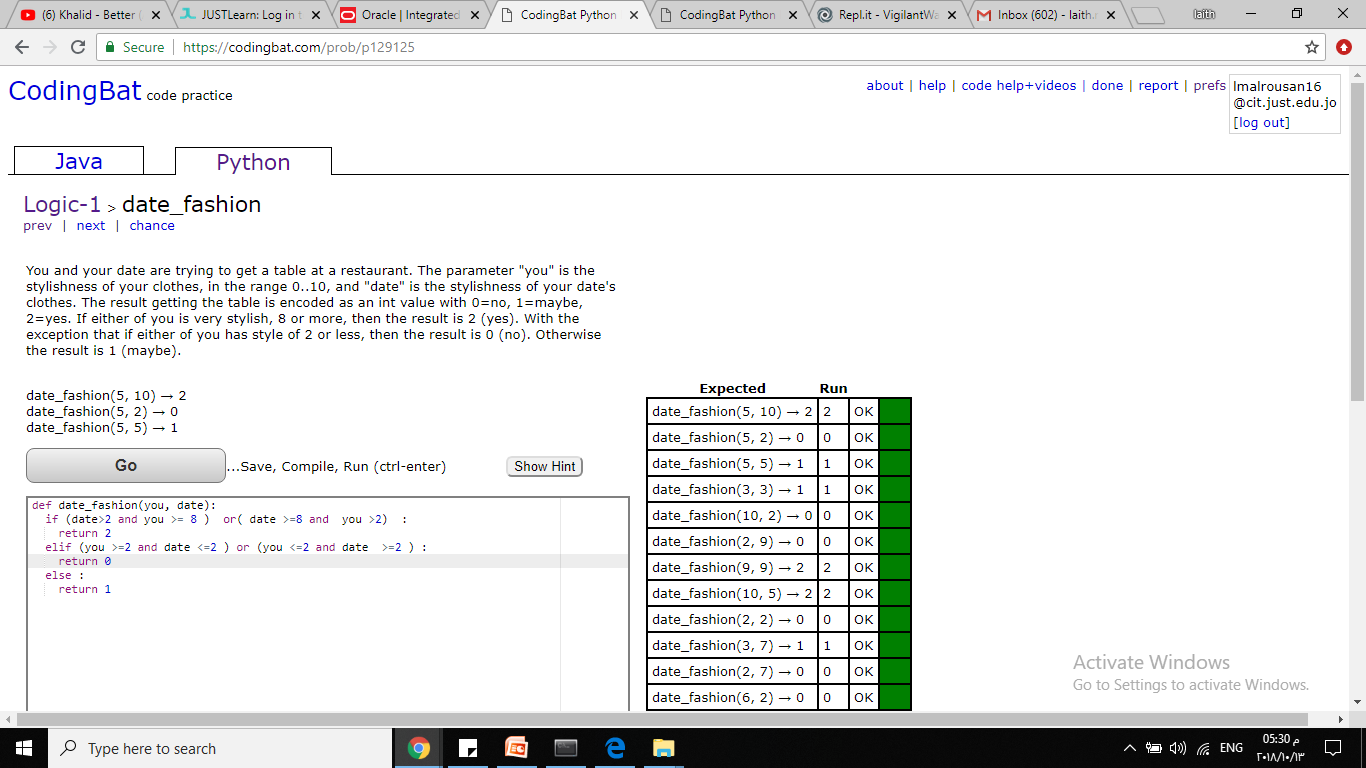 (6) Khalid - Better
JUSTLearn: Log in t
Oracle | Integrated
CodingBat Python
CodingBat Python
Repl.it - VigilantWa
Inbox (602) - laith.r
laith
Secure
https://codingbat.com/prob/p129125
CodingBat code practice
about | help | code help+videos | done | report | prefs
lmalrousan16
@cit.just.edu.jo
[log out]
Java
Python
Logic-1 > date_fashion
prev | next | chance
You and your date are trying to get a table at a restaurant. The parameter "you" is the
stylishness of your clothes, in the range 0..10, and "date" is the stylishness of your date's
clothes. The result getting the table is encoded as an int value with 0=no, 1=maybe,
2=yes. If either of you is very stylish, 8 or more, then the result is 2 (yes). With the
exception that if either of you has style of 2 or less, then the result is 0 (no). Otherwise
the result is 1 (maybe).
date_fashion(5, 10) → 2
date_fashion(5, 2) → 0
date_fashion(5, 5) → 1
Go
...Save, Compile, Run (ctrl-enter)
Show Hint
def date_fashion(you, date):
if (date>2 and you >= 8 )  or( date >=8 and  you >2)  :
return 2
elif (you >=2 and date <=2 ) or (you <=2 and date  >=2 ) :
return 0
else :
return 1
Expected Run
date_fashion(5, 10) → 2 2 OK
date_fashion(5, 2) → 0 0 OK
date_fashion(5, 5) → 1 1 OK
date_fashion(3, 3) → 1 1 OK
date_fashion(10, 2) → 0 0 OK
date_fashion(2, 9) → 0 0 OK
date_fashion(9, 9) → 2 2 OK
date_fashion(10, 5) → 2 2 OK
date_fashion(2, 2) → 0 0 OK
date_fashion(3, 7) → 1 1 OK
date_fashion(2, 7) → 0 0 OK
date_fashion(6, 2) → 0 0 OK
Activate Windows
Go to Settings to activate Windows.
Type here to search
ENG
05:30 م
٢٠١٨/١٠/١٣